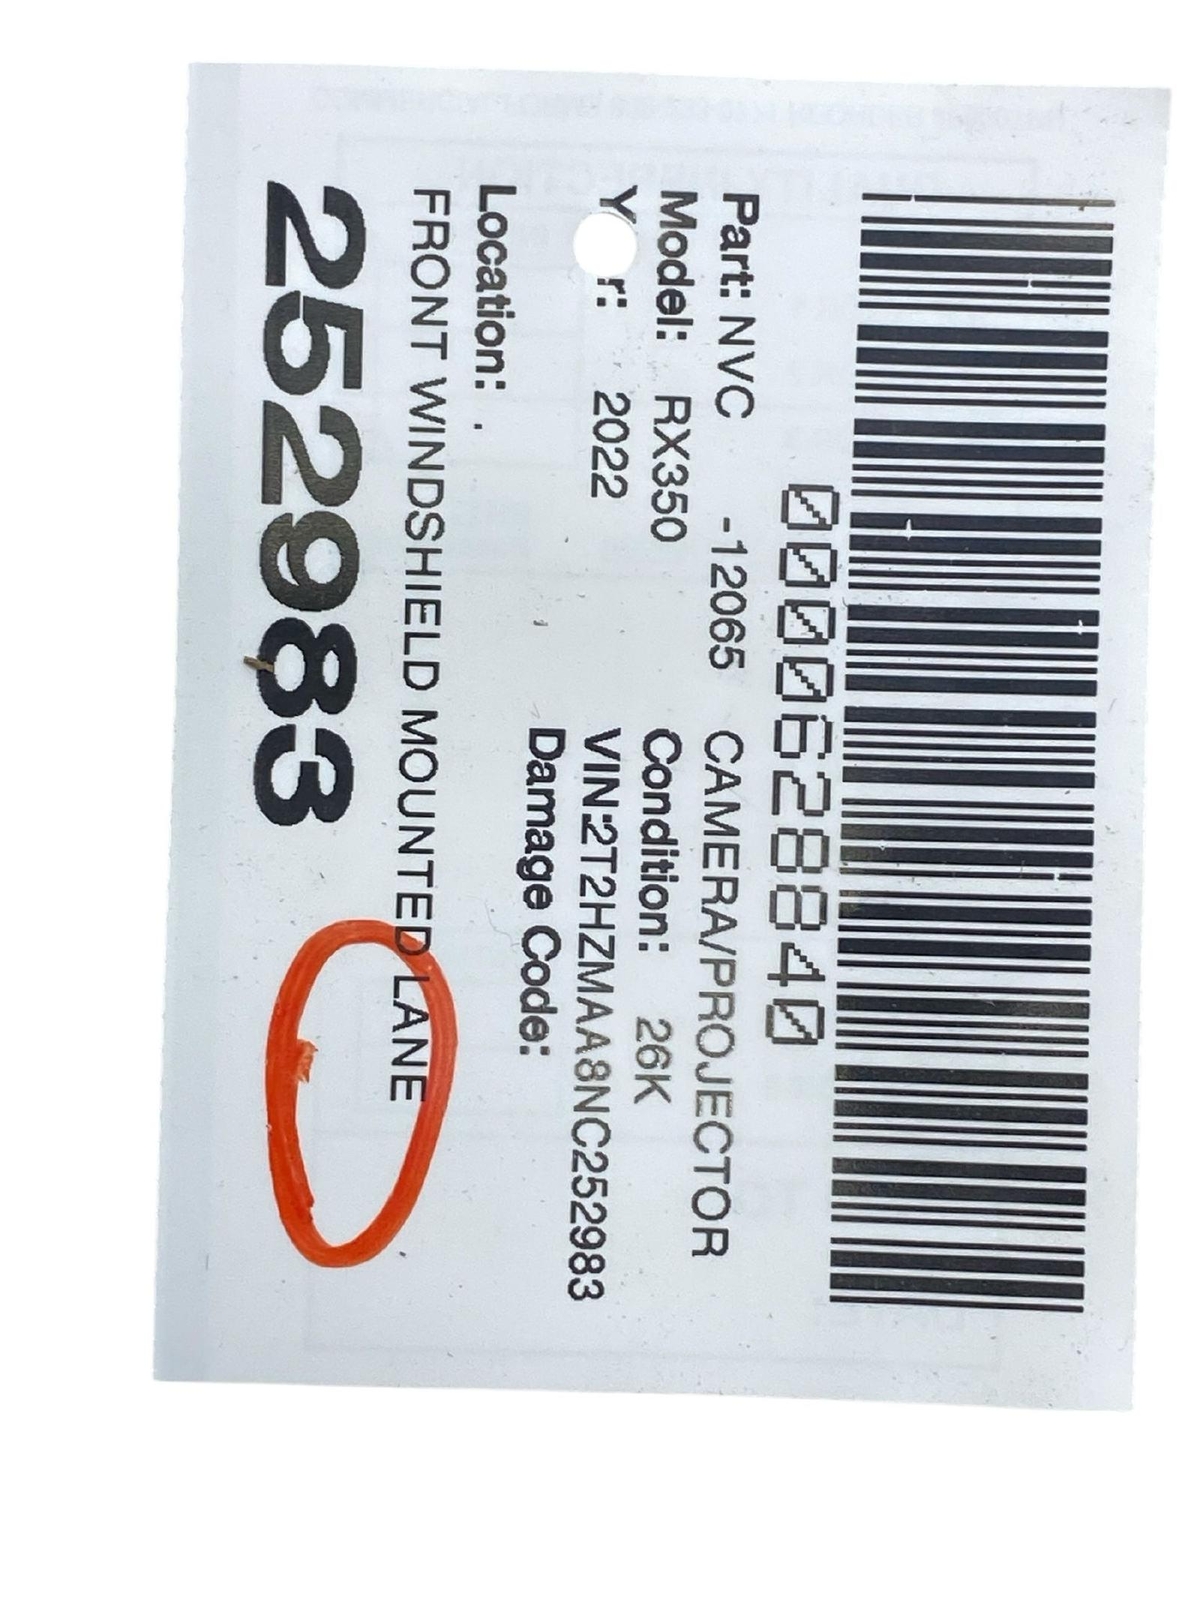 0000628840
Part: NVC -12065 CAMERA/PROJECTOR
Model: RX350 Condition: 26K
Y r: 2022 VIN:2T2HZMAA8NC252983
Damage Code:
Location: .
FRONT WINDSHIELD MOUNTED LANE
252983